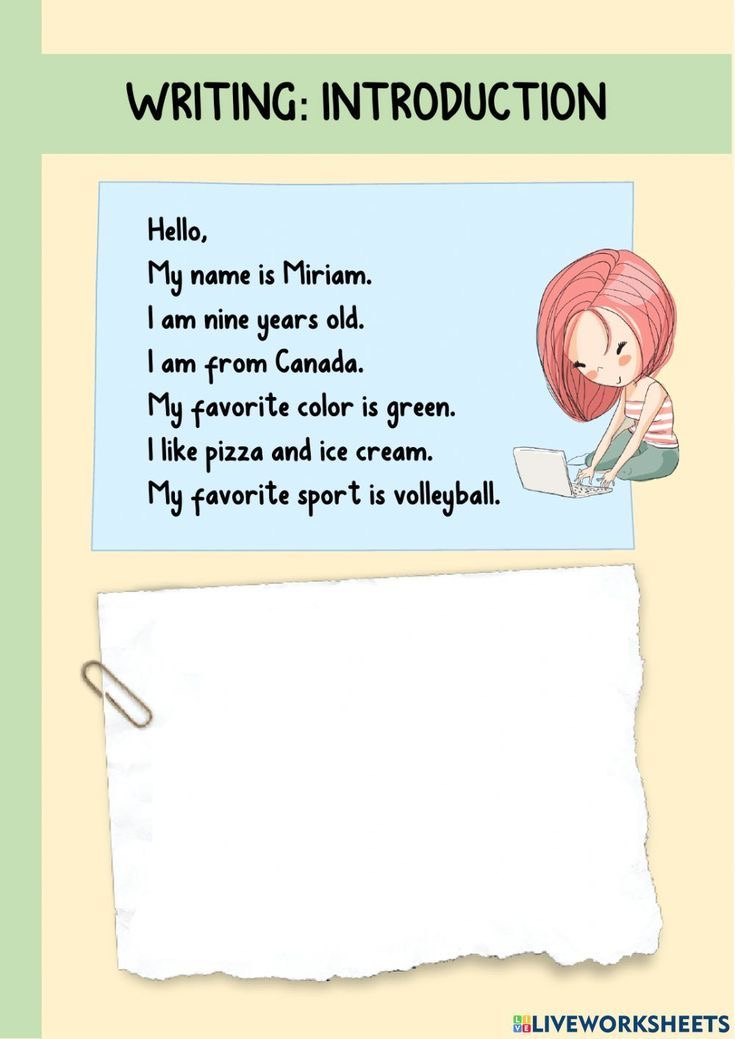 WRITING: INTRODUCTION
Hello,
My name is Miriam.
I am nine years old.
I am from Canada.
My favorite color is green.
I like pizza and ice cream.
My favorite sport is volleyball.
LIVE LIVEWORKSHEETS